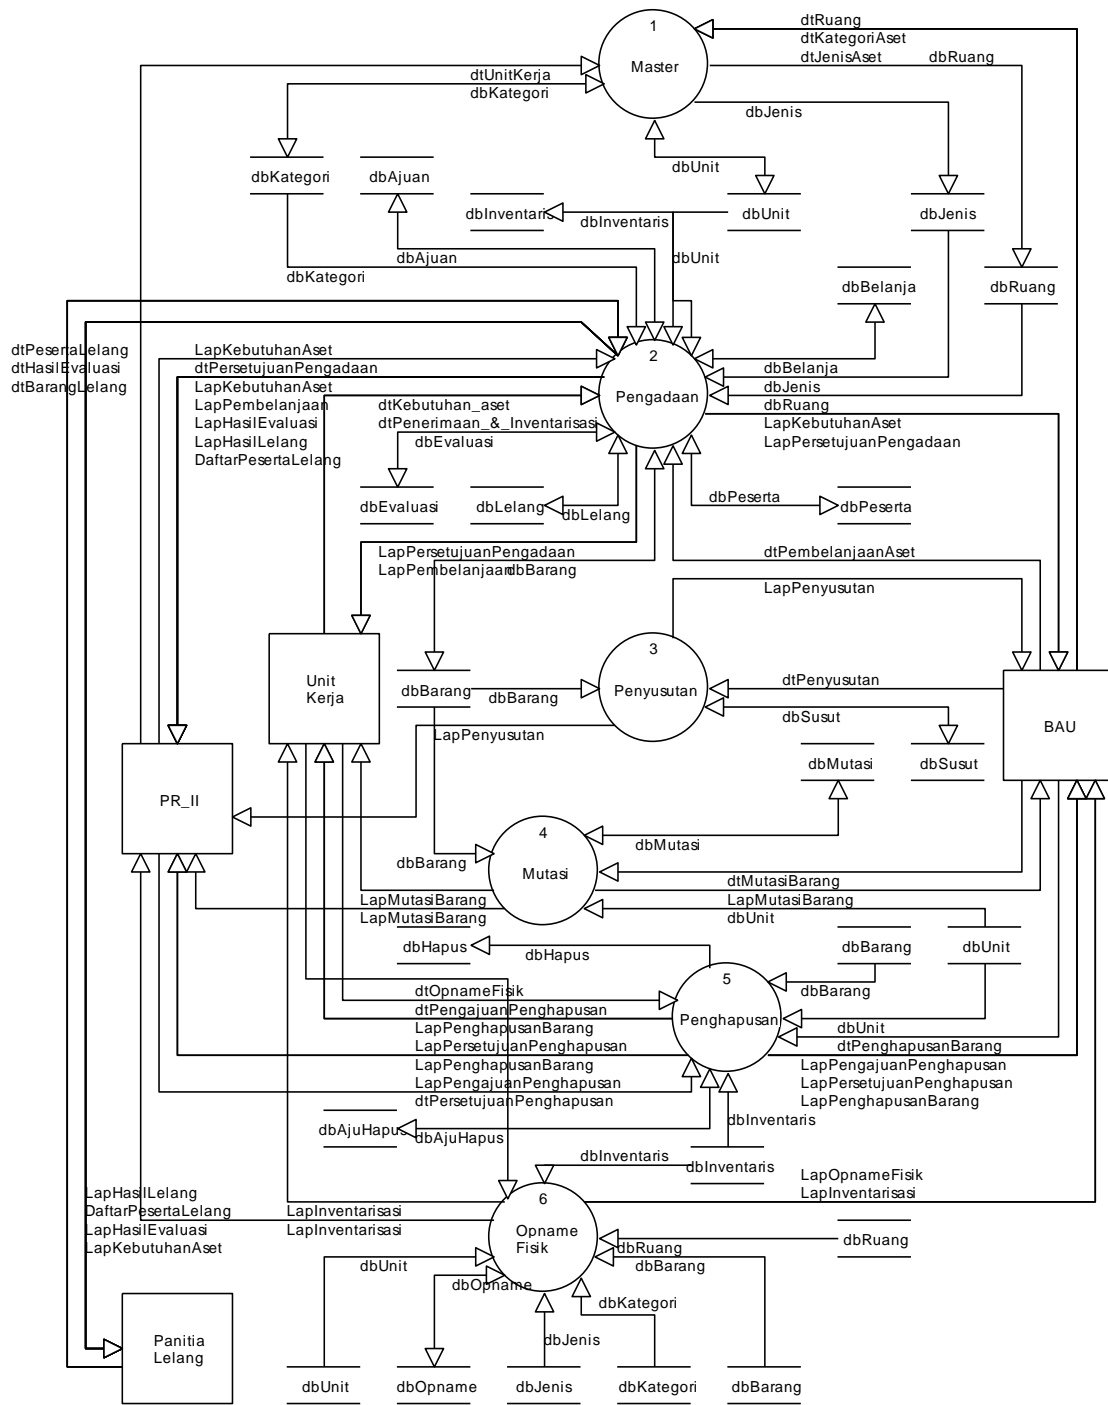 1
Master
dtRuang
dtKategoriAset
dtJenisAset
dbRuang
dtUnitKerja
dbKategori
dbJenis
dbUnit
dbKategori
dbAjuan
dbInventaris
dbUnit
dbJenis
dbInventaris
dbAjuan
dbUnit
dbKategori
dbBelanja
dbRuang
dtPesertaLelang
dtHasilEvaluasi
dtBarangLelang
LapKebutuhanAset
dtPersetujuanPengadaan
LapKebutuhanAset
LapPembelanjaan
LapHasilEvaluasi
LapHasilLelang
DaftarPesertaLelang
2
Pengadaan
dbBelanja
dbJenis
dbRuang
LapKebutuhanAset
LapPersetujuanPengadaan
dtKebutuhan_aset
dtPenerimaan_&_Inventarisasi
dbEvaluasi
dbEvaluasi
dbLelang
dbLelang
dbPeserta
dbPeserta
LapPersetujuanPengadaan
LapPembelanjaan
dbBarang
dtPembelanjaanAset
LapPenyusutan
Unit
Kerja
dbBarang
dbBarang
3
Penyusutan
dtPenyusutan
dbSusut
BAU
LapPenyusutan
dbMutasi
dbSusut
PR_II
4
Mutasi
dbMutasi
dbBarang
dtMutasiBarang
LapMutasiBarang
dbUnit
LapMutasiBarang
LapMutasiBarang
dbHapus
dbHapus
dbBarang
dbUnit
5
Penghapusan
dbBarang
dtOpnameFisik
dtPengajuanPenghapusan
LapPenghapusanBarang
LapPersetujuanPenghapusan
LapPenghapusanBarang
LapPengajuanPenghapusan
dtPersetujuanPenghapusan
dbUnit
dtPenghapusanBarang
LapPengajuanPenghapusan
LapPersetujuanPenghapusan
LapPenghapusanBarang
dbAjuHapus
dbAjuHapus
dbInventaris
dbInventaris
dbInventaris
LapOpnameFisik
LapInventarisasi
LapHasilLelang
DaftarPesertaLelang
LapHasilEvaluasi
LapKebutuhanAset
LapInventarisasi
LapInventarisasi
6
Opname
Fisik
dbRuang
dbRuang
dbBarang
dbUnit
dbOpname
dbKategori
dbJenis
Panitia
Lelang
dbUnit
dbOpname
dbJenis
dbKategori
dbBarang